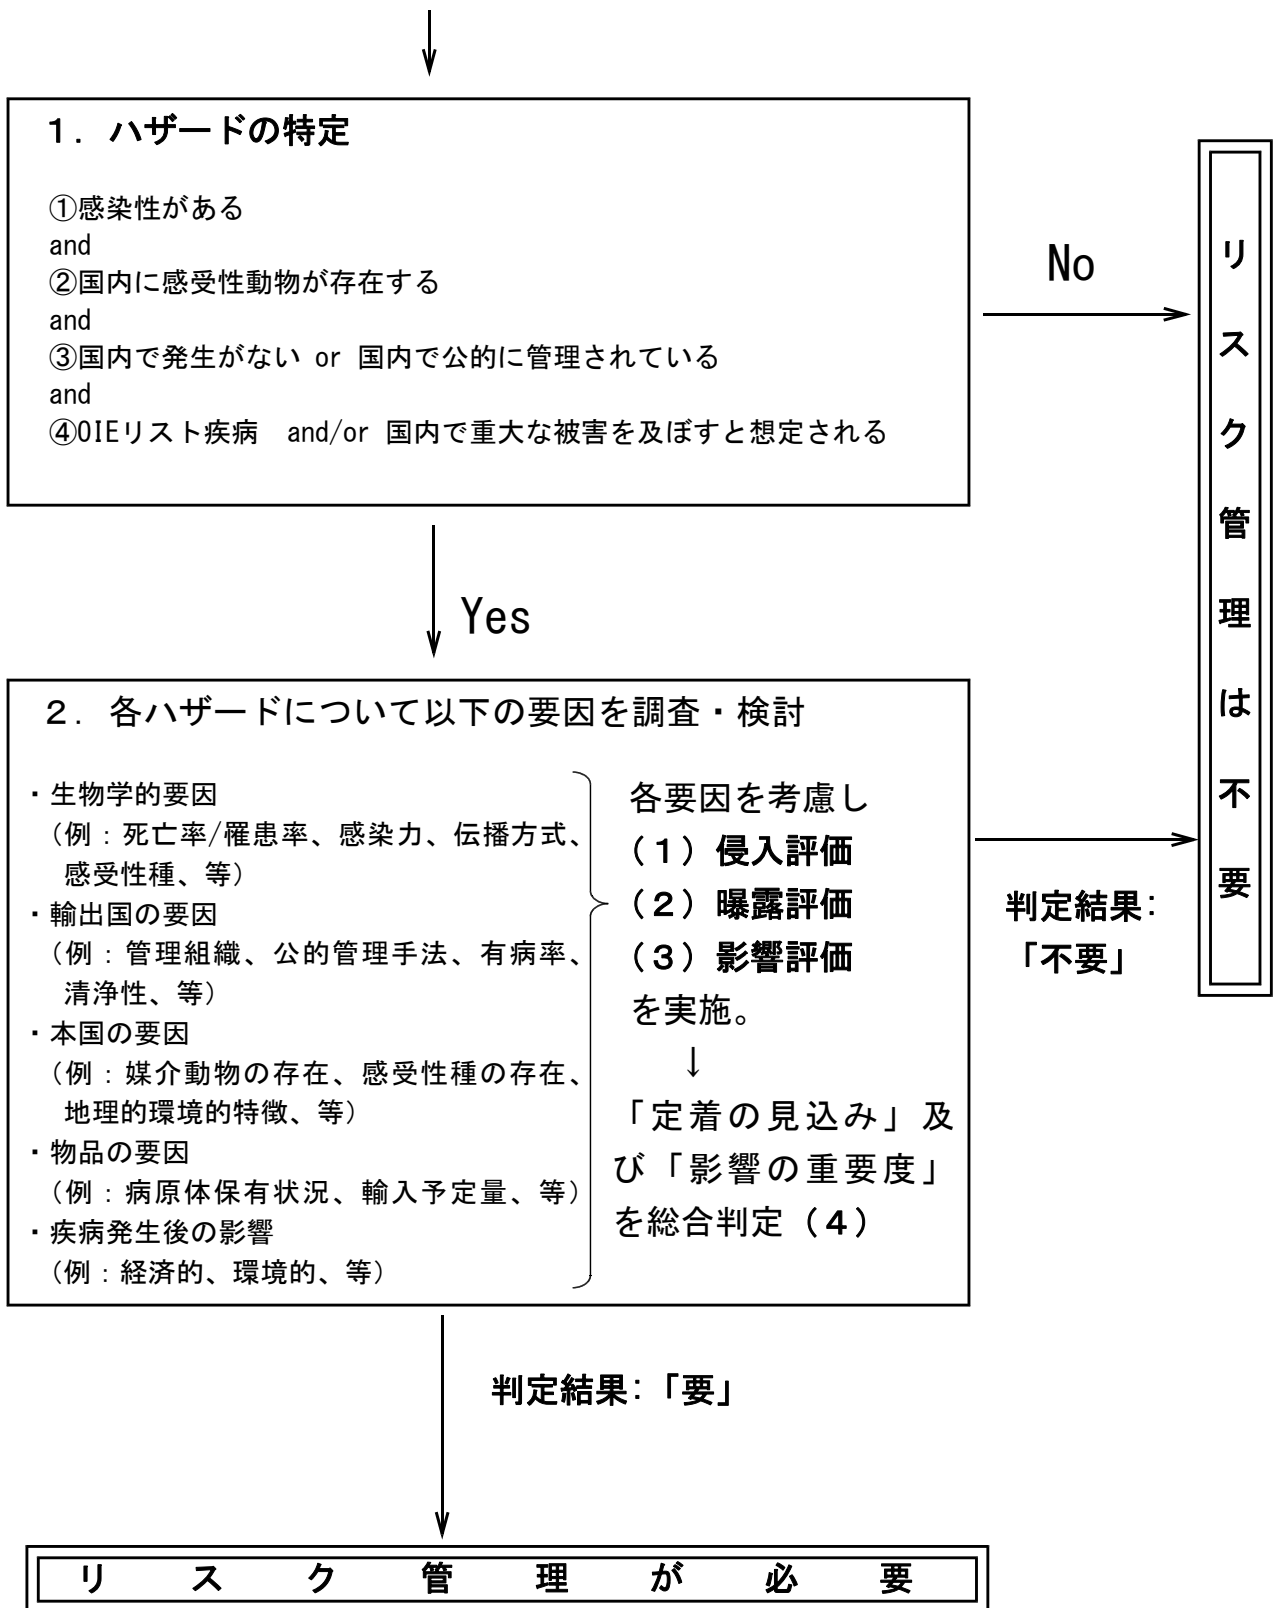 １．ハザードの特定
①感染性がある
and
②国内に感受性動物が存在する
and
③国内で発生がない or 国内で公的に管理されている
and
④OIEリスト疾病　and/or 国内で重大な被害を及ぼすと想定される
No
リスク管理は不要
Yes
２．各ハザードについて以下の要因を調査・検討
・生物学的要因
（例：死亡率/罹患率、感染力、伝播方式、
感受性種、等）
・輸出国の要因
（例：管理組織、公的管理手法、有病率、
清浄性、等）
・本国の要因
（例：媒介動物の存在、感受性種の存在、
地理的環境的特徴、等）
・物品の要因
（例：病原体保有状況、輸入予定量、等）
・疾病発生後の影響
（例：経済的、環境的、等）
各要因を考慮し
（１）侵入評価
（２）曝露評価
（３）影響評価
を実施。
↓
「定着の見込み」及
び「影響の重要度」
を総合判定（４）
判定結果：
「不要」
判定結果：「要」
リスク管理が必要